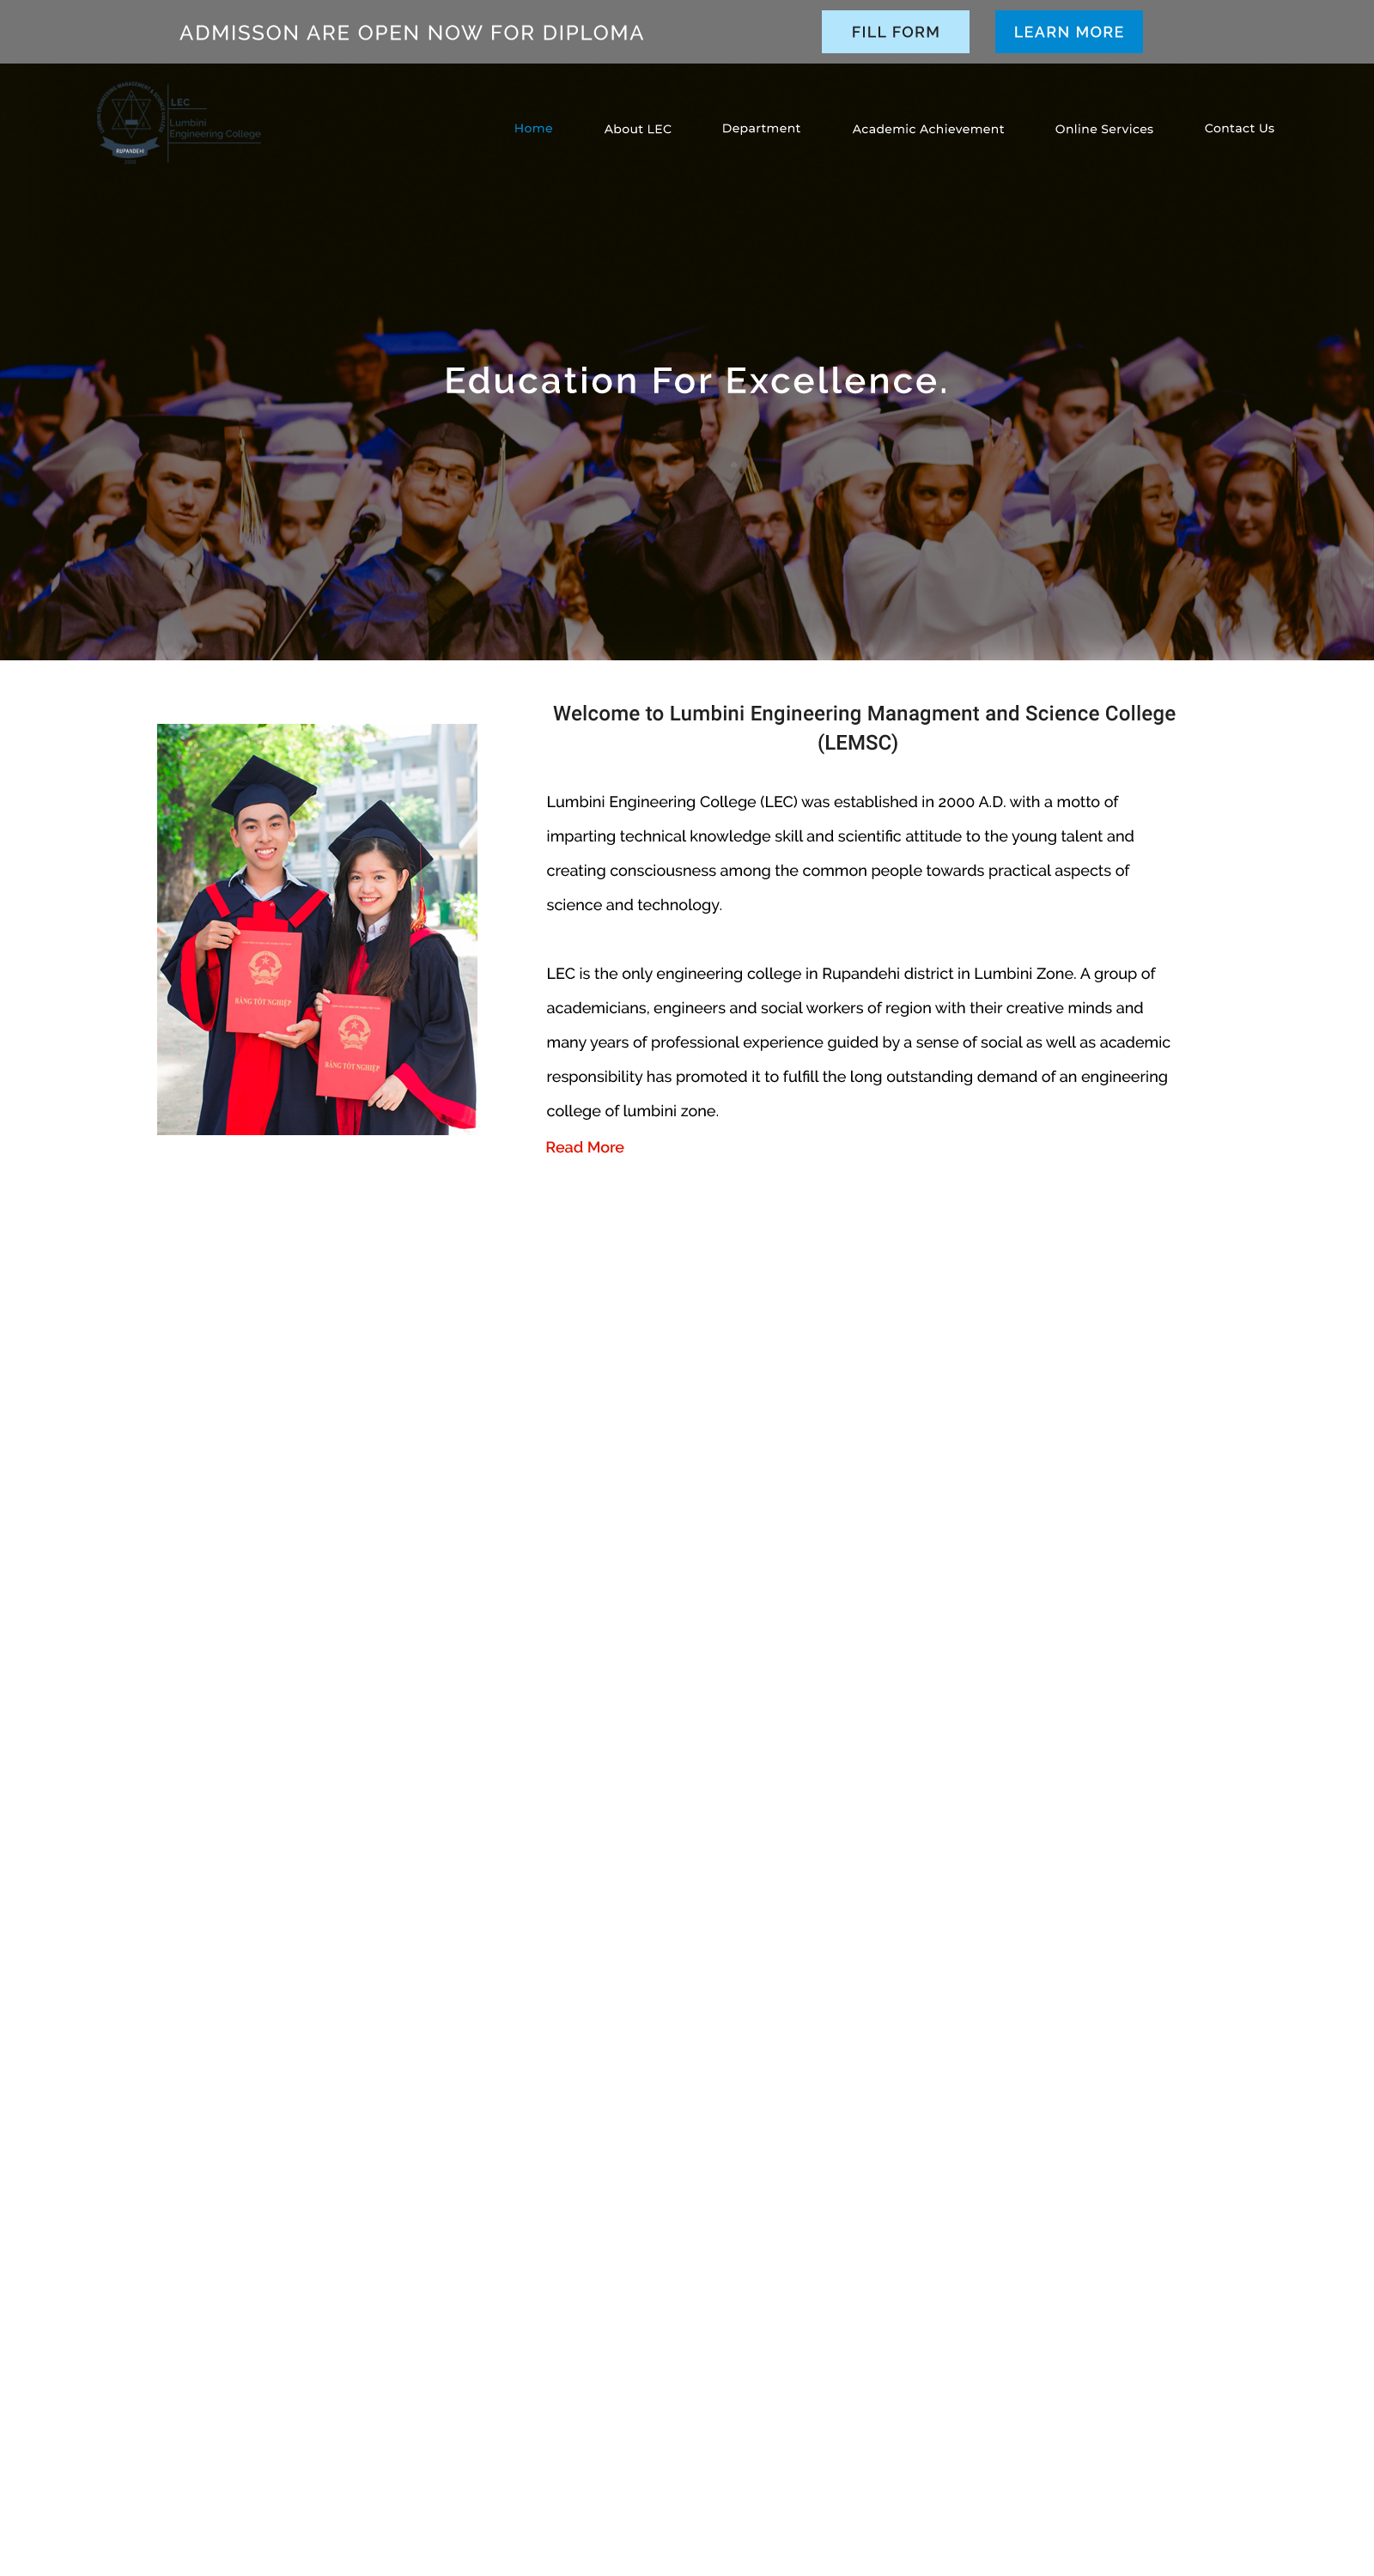 ADMISSON ARE OPEN NOW FOR DIPLOMA
FILL FORM
LEARN MORE
LEC
Lumbini
Engineering College
RUPANDEHI
Home
About LEC
Department
Academic Achievement
Online Services
Contact Us
Education For Excellence.
Welcome to Lumbini Engineering Managment and Science College
(LEMSC)
Lumbini Engineering College (LEC) was established in 2000 A.D. with a motto of
imparting technical knowledge skill and scientific attitude to the young talent and
creating consciousness among the common people towards practical aspects of
science and technology.
LEC is the only engineering college in Rupandehi district in Lumbini Zone. A group of
academicians, engineers and social workers of region with their creative minds and
many years of professional experience guided by a sense of social as well as academic
responsibility has promoted it to fulfill the long outstanding demand of an engineering
college of lumbini zone.
Read More
BẰNG TỐT NGHIỆP
BẰNG TỐT NGHIỆP